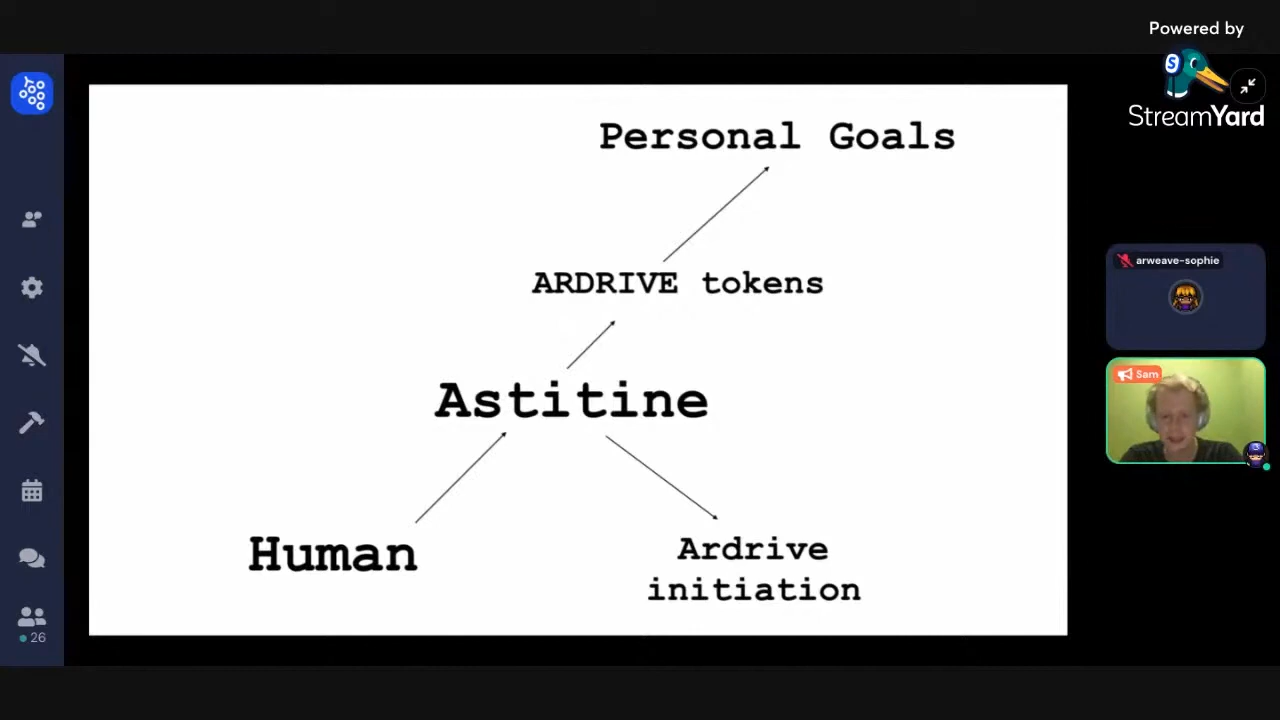 Powered by
StreamYard
Personal Goals
ARDRIVE tokens
Astitine
Human
Ardrive
initiation
arweave-sophie
Sam
26